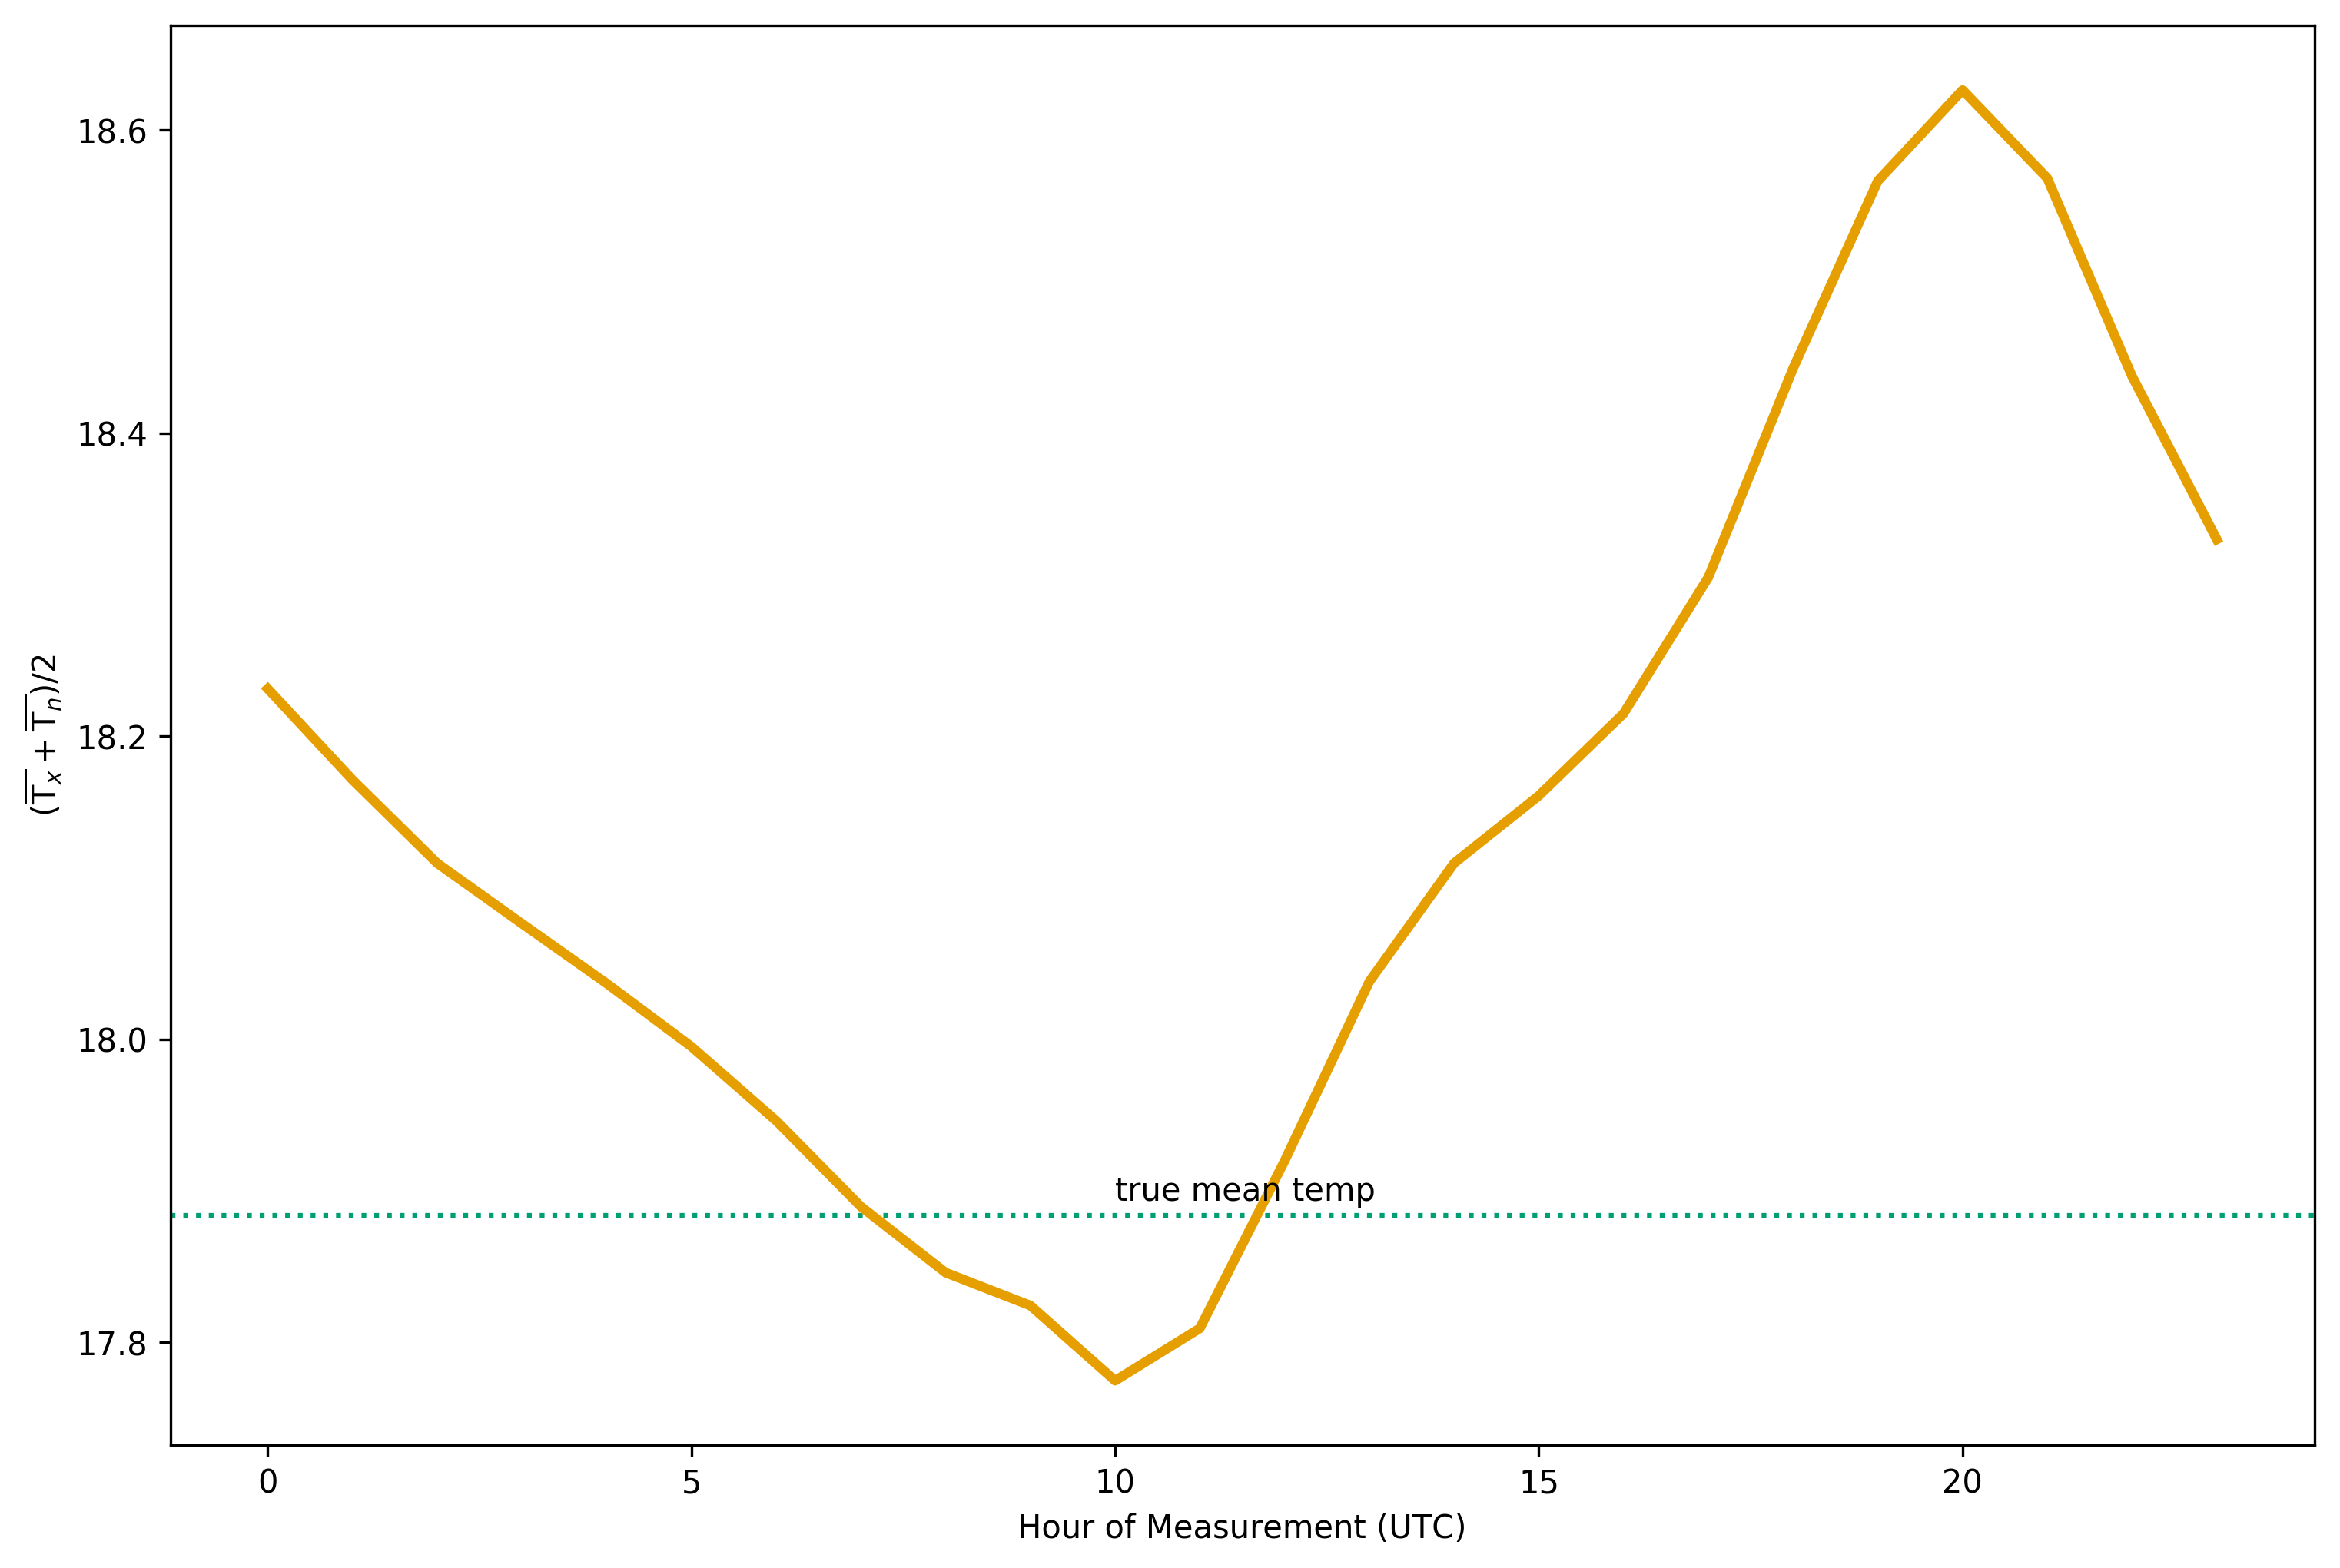 (T̅ₓ + T̅ₙ)/2
18.6
18.4
18.2
18.0
17.8
true mean temp
0 5 10 15 20
Hour of Measurement (UTC)